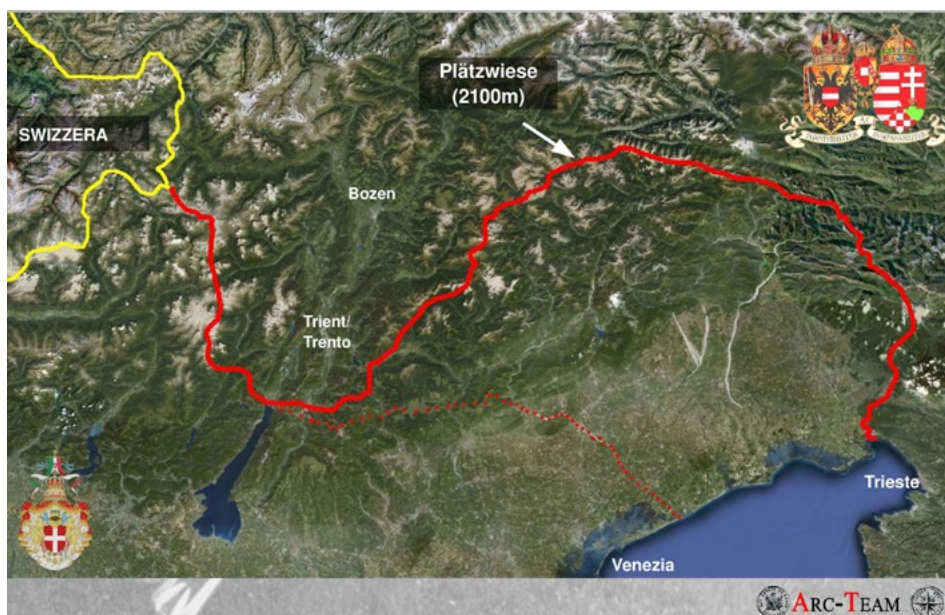 Plätzwiese
(2100m)
SWIZZERA
Bozen
Trient/
Trento
Trieste
Venezia
ARC-TEAM